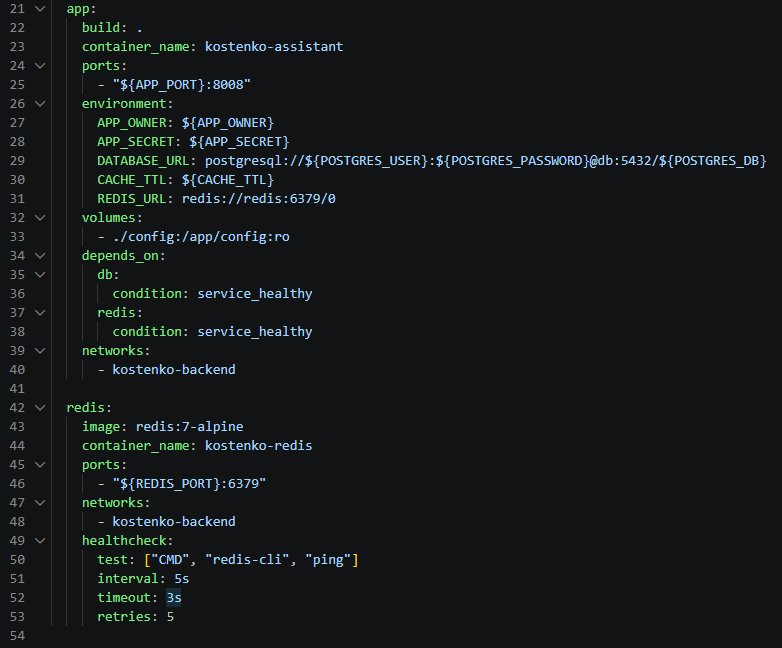 21 app:
22 build: .
23 container_name: kostenko-assistant
24 ports:
25 - "${APP_PORT}:8008"
26 environment:
27 APP_OWNER: ${APP_OWNER}
28 APP_SECRET: ${APP_SECRET}
29 DATABASE_URL: postgresql://${POSTGRES_USER}:${POSTGRES_PASSWORD}@db:5432/${POSTGRES_DB}
30 CACHE_TTL: ${CACHE_TTL}
31 REDIS_URL: redis://redis:6379/0
32 volumes:
33 - ./config:/app/config:ro
34 depends_on:
35 db:
36 condition: service_healthy
37 redis:
38 condition: service_healthy
39 networks:
40 - kostenko-backend
41
42 redis:
43 image: redis:7-alpine
44 container_name: kostenko-redis
45 ports:
46 - "${REDIS_PORT}:6379"
47 networks:
48 - kostenko-backend
49 healthcheck:
50 test: ["CMD", "redis-cli", "ping"]
51 interval: 5s
52 timeout: 3s
53 retries: 5
54